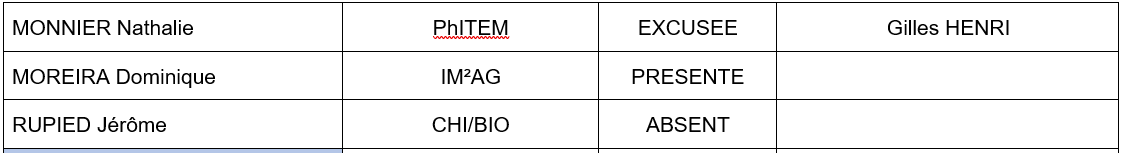 MONNIER Nathalie PhITEM EXCUSEE Gilles HENRI
MOREIRA Dominique IM²AG PRESENTE
RUPIED Jérôme CHI/BIO ABSENT